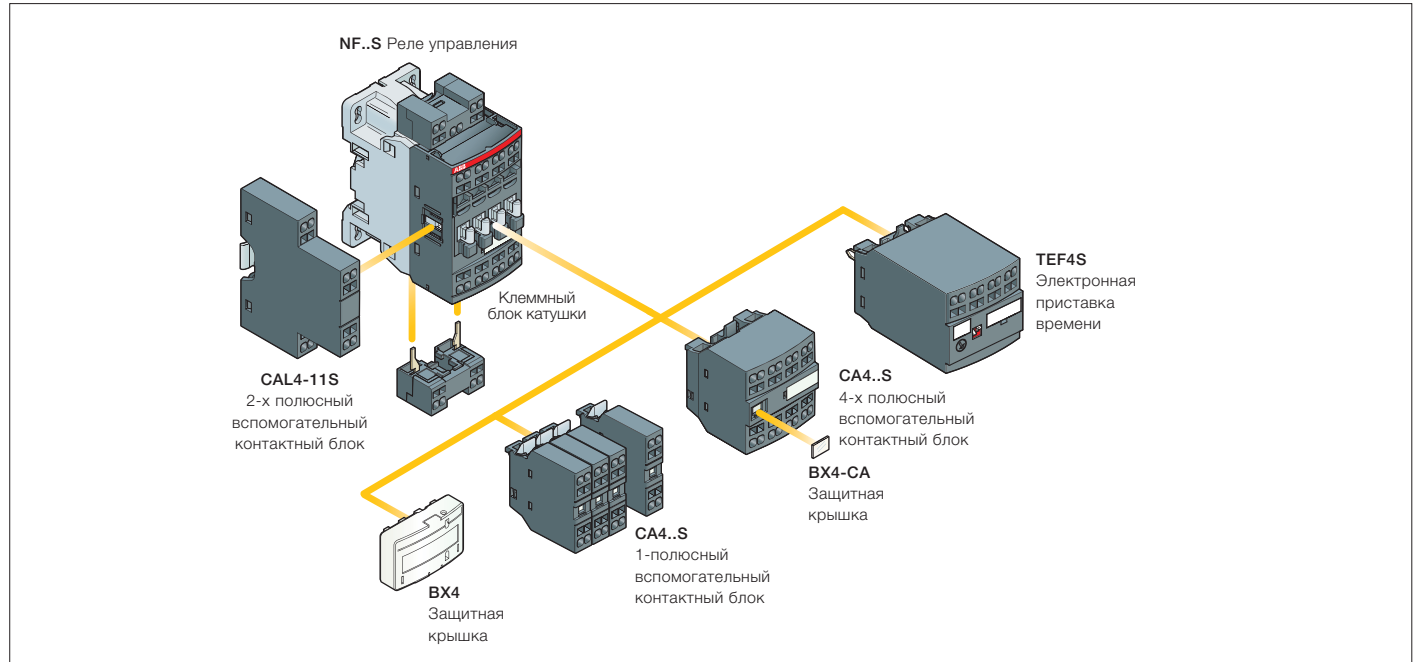 NF..S Реле управления
ABB
Клеммный
блок катушки
TEF4S
Электронная
приставка
времени
CAL4-11S
2-х полюсный
вспомогательный
контактный блок
CA4..S
4-х полюсный
вспомогательный
контактный блок
BX4-CA
Защитная
крышка
CA4..S
1-полюсный
вспомогательный
контактный блок
BX4
Защитная
крышка